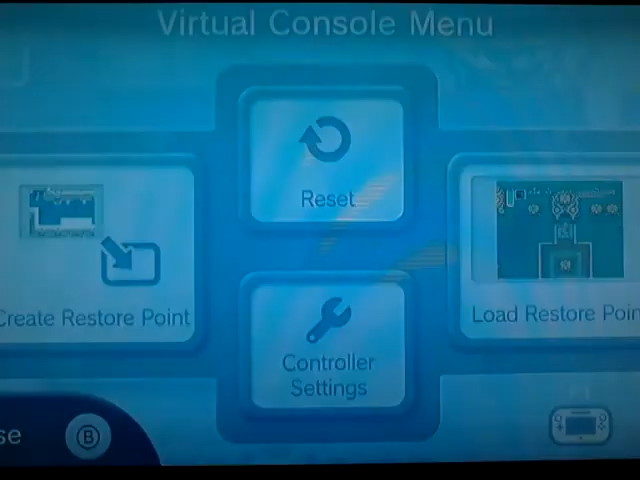 Virtual Console Menu
Reset
Create Restore Point
Load Restore Poin
Controller
Settings
se
B